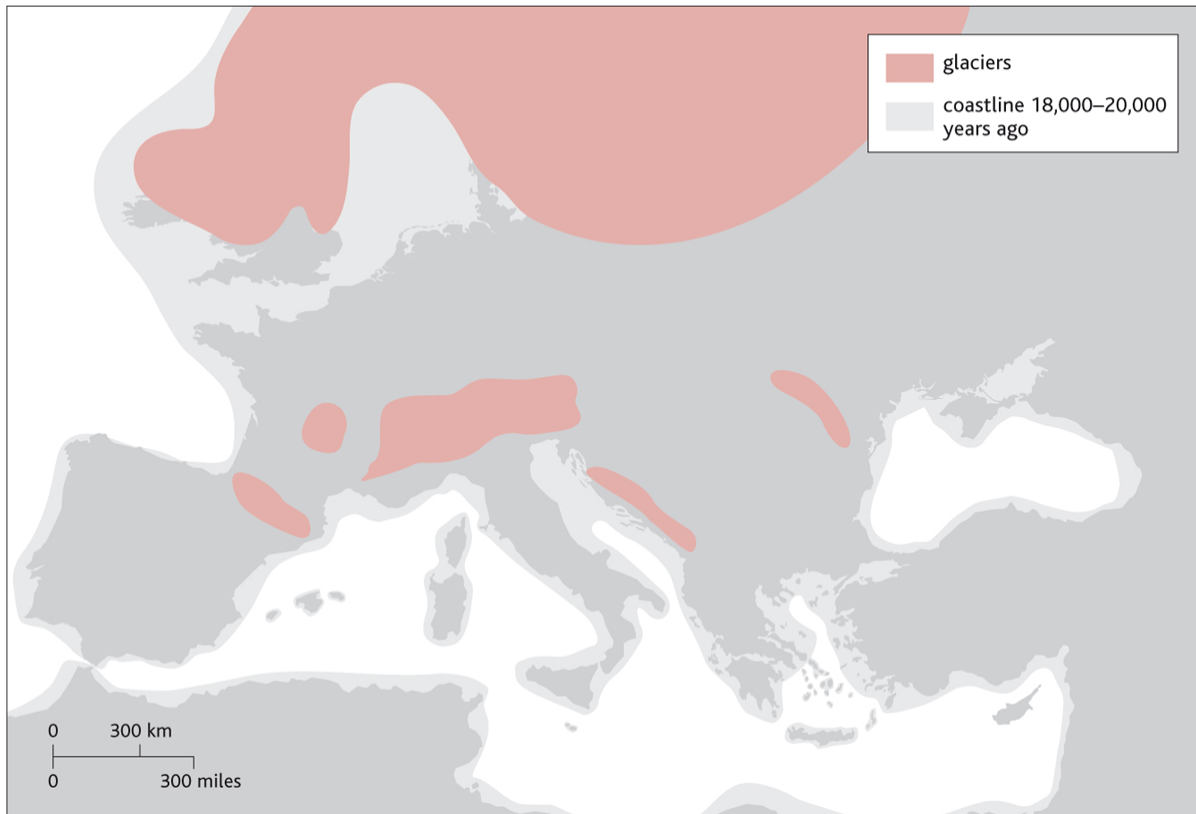 glaciers
coastline 18,000–20,000
years ago
0 300 km
0 300 miles